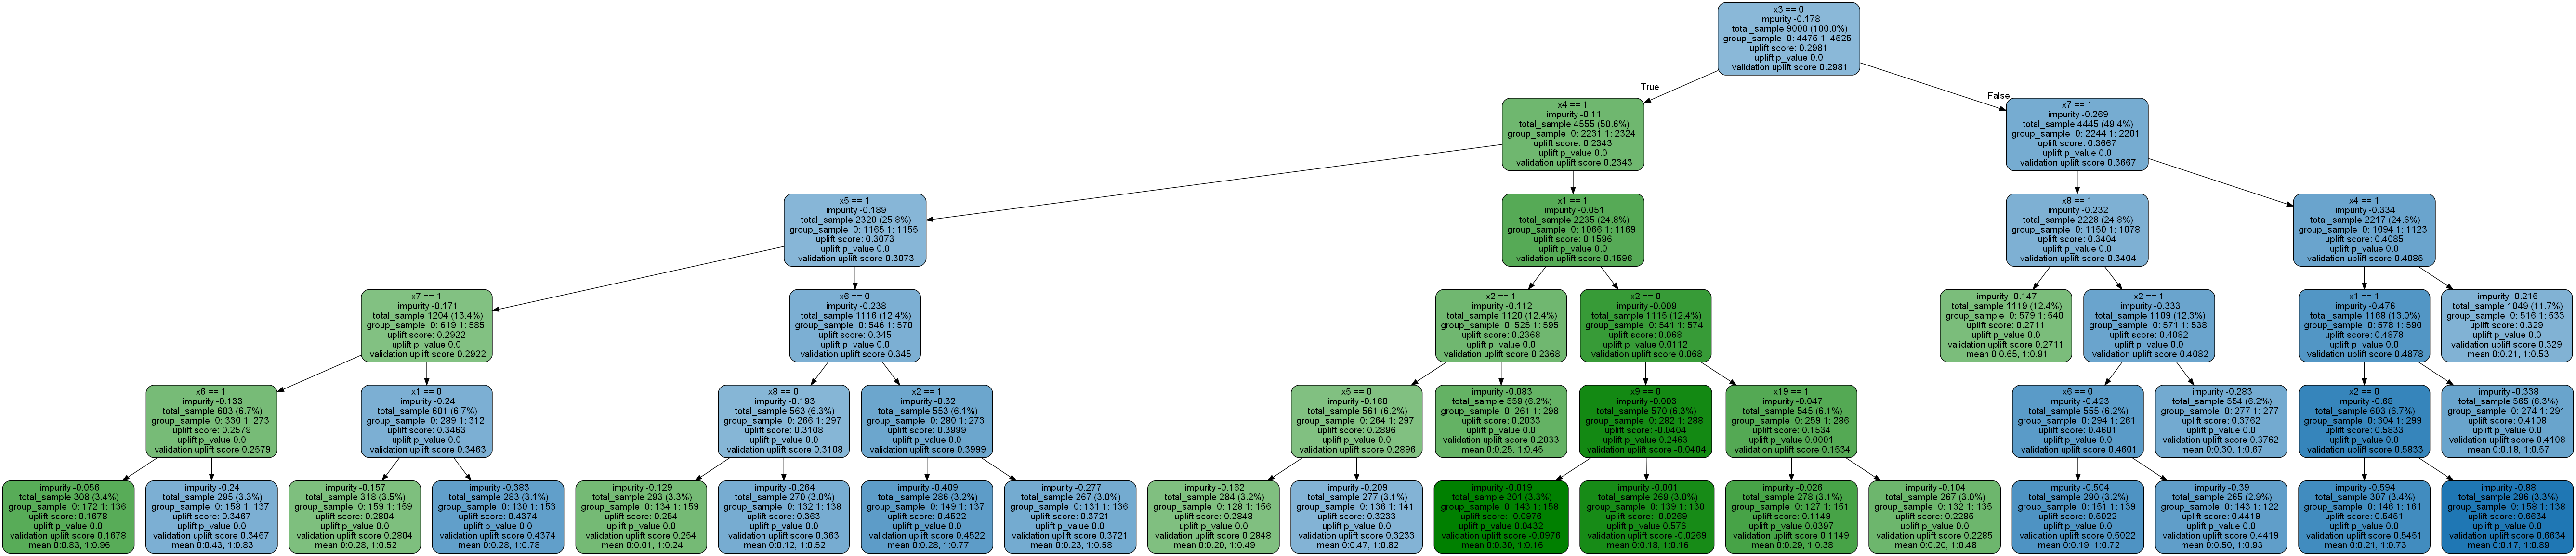 x3 == 0
impurity -0.178
total_sample 9000 (100.0%)
group_sample 0: 4475 1: 4525
uplift score: 0.2981
uplift p_value 0.0
validation uplift score 0.2981
True
False
x4 == 1
impurity -0.11
total_sample 4555 (50.6%)
group_sample 0: 2231 1: 2324
uplift score: 0.2343
uplift p_value 0.0
validation uplift score 0.2343
x7 == 1
impurity -0.269
total_sample 4445 (49.4%)
group_sample 0: 2244 1: 2201
uplift score: 0.3667
uplift p_value 0.0
validation uplift score 0.3667
x5 == 1
impurity -0.189
total_sample 2320 (25.8%)
group_sample 0: 1165 1: 1155
uplift score: 0.3073
uplift p_value 0.0
validation uplift score 0.3073
x1 == 1
impurity -0.051
total_sample 2235 (24.8%)
group_sample 0: 1066 1: 1169
uplift score: 0.1596
uplift p_value 0.0
validation uplift score 0.1596
x8 == 1
impurity -0.232
total_sample 2228 (24.8%)
group_sample 0: 1150 1: 1078
uplift score: 0.3404
uplift p_value 0.0
validation uplift score 0.3404
x4 == 1
impurity -0.334
total_sample 2217 (24.6%)
group_sample 0: 1094 1: 1123
uplift score: 0.4085
uplift p_value 0.0
validation uplift score 0.4085
x7 == 1
impurity -0.171
total_sample 1204 (13.4%)
group_sample 0: 619 1: 585
uplift score: 0.2922
uplift p_value 0.0
validation uplift score 0.2922
x6 == 0
impurity -0.238
total_sample 1116 (12.4%)
group_sample 0: 546 1: 570
uplift score: 0.345
uplift p_value 0.0
validation uplift score 0.345
x2 == 1
impurity -0.112
total_sample 1120 (12.4%)
group_sample 0: 525 1: 595
uplift score: 0.2368
uplift p_value 0.0
validation uplift score 0.2368
x2 == 0
impurity -0.009
total_sample 1115 (12.4%)
group_sample 0: 541 1: 574
uplift score: 0.068
uplift p_value 0.0112
validation uplift score 0.068
impurity -0.147
total_sample 1119 (12.4%)
group_sample 0: 579 1: 540
uplift score: 0.2711
uplift p_value 0.0
validation uplift score 0.2711
mean 0:0.65, 1:0.91
x2 == 1
impurity -0.333
total_sample 1109 (12.3%)
group_sample 0: 571 1: 538
uplift score: 0.4082
uplift p_value 0.0
validation uplift score 0.4082
x1 == 1
impurity -0.476
total_sample 1168 (13.0%)
group_sample 0: 578 1: 590
uplift score: 0.4878
uplift p_value 0.0
validation uplift score 0.4878
impurity -0.216
total_sample 1049 (11.7%)
group_sample 0: 516 1: 533
uplift score: 0.329
uplift p_value 0.0
validation uplift score 0.329
mean 0:0.21, 1:0.53
x6 == 1
impurity -0.133
total_sample 603 (6.7%)
group_sample 0: 330 1: 273
uplift score: 0.2579
uplift p_value 0.0
validation uplift score 0.2579
x1 == 0
impurity -0.24
total_sample 601 (6.7%)
group_sample 0: 289 1: 312
uplift score: 0.3463
uplift p_value 0.0
validation uplift score 0.3463
x8 == 0
impurity -0.193
total_sample 563 (6.3%)
group_sample 0: 266 1: 297
uplift score: 0.3108
uplift p_value 0.0
validation uplift score 0.3108
x2 == 1
impurity -0.32
total_sample 553 (6.1%)
group_sample 0: 280 1: 273
uplift score: 0.3999
uplift p_value 0.0
validation uplift score 0.3999
x5 == 0
impurity -0.168
total_sample 561 (6.2%)
group_sample 0: 264 1: 297
uplift score: 0.2896
uplift p_value 0.0
validation uplift score 0.2896
impurity -0.083
total_sample 559 (6.2%)
group_sample 0: 261 1: 298
uplift score: 0.2033
uplift p_value 0.0
validation uplift score 0.2033
mean 0:0.25, 1:0.45
x9 == 0
impurity -0.003
total_sample 570 (6.3%)
group_sample 0: 282 1: 288
uplift score: -0.0404
uplift p_value 0.2463
validation uplift score -0.0404
x19 == 1
impurity -0.047
total_sample 545 (6.1%)
group_sample 0: 259 1: 286
uplift score: 0.1534
uplift p_value 0.0001
validation uplift score 0.1534
x6 == 0
impurity -0.423
total_sample 555 (6.2%)
group_sample 0: 294 1: 261
uplift score: 0.4601
uplift p_value 0.0
validation uplift score 0.4601
impurity -0.283
total_sample 554 (6.2%)
group_sample 0: 277 1: 277
uplift score: 0.3762
uplift p_value 0.0
validation uplift score 0.3762
mean 0:0.30, 1:0.67
x2 == 0
impurity -0.68
total_sample 603 (6.7%)
group_sample 0: 304 1: 299
uplift score: 0.5833
uplift p_value 0.0
validation uplift score 0.5833
impurity -0.338
total_sample 565 (6.3%)
group_sample 0: 274 1: 291
uplift score: 0.4108
uplift p_value 0.0
validation uplift score 0.4108
mean 0:0.18, 1:0.57
impurity -0.056
total_sample 308 (3.4%)
group_sample 0: 172 1: 136
uplift score: 0.1678
uplift p_value 0.0
validation uplift score 0.1678
mean 0:0.83, 1:0.96
impurity -0.24
total_sample 295 (3.3%)
group_sample 0: 158 1: 137
uplift score: 0.3467
uplift p_value 0.0
validation uplift score 0.3467
mean 0:0.43, 1:0.83
impurity -0.157
total_sample 318 (3.5%)
group_sample 0: 159 1: 159
uplift score: 0.2804
uplift p_value 0.0
validation uplift score 0.2804
mean 0:0.28, 1:0.52
impurity -0.383
total_sample 283 (3.1%)
group_sample 0: 130 1: 153
uplift score: 0.4374
uplift p_value 0.0
validation uplift score 0.4374
mean 0:0.28, 1:0.78
impurity -0.129
total_sample 293 (3.3%)
group_sample 0: 134 1: 159
uplift score: 0.254
uplift p_value 0.0
validation uplift score 0.254
mean 0:0.01, 1:0.24
impurity -0.264
total_sample 270 (3.0%)
group_sample 0: 132 1: 138
uplift score: 0.363
uplift p_value 0.0
validation uplift score 0.363
mean 0:0.12, 1:0.52
impurity -0.409
total_sample 286 (3.2%)
group_sample 0: 149 1: 137
uplift score: 0.4522
uplift p_value 0.0
validation uplift score 0.4522
mean 0:0.28, 1:0.77
impurity -0.277
total_sample 267 (3.0%)
group_sample 0: 131 1: 136
uplift score: 0.3721
uplift p_value 0.0
validation uplift score 0.3721
mean 0:0.23, 1:0.58
impurity -0.162
total_sample 284 (3.2%)
group_sample 0: 128 1: 156
uplift score: 0.2848
uplift p_value 0.0
validation uplift score 0.2848
mean 0:0.20, 1:0.49
impurity -0.209
total_sample 277 (3.1%)
group_sample 0: 136 1: 141
uplift score: 0.3233
uplift p_value 0.0
validation uplift score 0.3233
mean 0:0.47, 1:0.82
impurity -0.019
total_sample 301 (3.3%)
group_sample 0: 143 1: 158
uplift score: -0.0976
uplift p_value 0.0432
validation uplift score -0.0976
mean 0:0.30, 1:0.16
impurity -0.001
total_sample 269 (3.0%)
group_sample 0: 139 1: 130
uplift score: -0.0269
uplift p_value 0.576
validation uplift score -0.0269
mean 0:0.18, 1:0.16
impurity -0.026
total_sample 278 (3.1%)
group_sample 0: 127 1: 151
uplift score: 0.1149
uplift p_value 0.0397
validation uplift score 0.1149
mean 0:0.29, 1:0.38
impurity -0.104
total_sample 267 (3.0%)
group_sample 0: 132 1: 135
uplift score: 0.2285
uplift p_value 0.0
validation uplift score 0.2285
mean 0:0.20, 1:0.48
impurity -0.504
total_sample 290 (3.2%)
group_sample 0: 151 1: 139
uplift score: 0.5022
uplift p_value 0.0
validation uplift score 0.5022
mean 0:0.19, 1:0.72
impurity -0.39
total_sample 265 (2.9%)
group_sample 0: 143 1: 122
uplift score: 0.4419
uplift p_value 0.0
validation uplift score 0.4419
mean 0:0.50, 1:0.93
impurity -0.594
total_sample 307 (3.4%)
group_sample 0: 146 1: 161
uplift score: 0.5451
uplift p_value 0.0
validation uplift score 0.5451
mean 0:0.21, 1:0.73
impurity -0.88
total_sample 296 (3.3%)
group_sample 0: 158 1: 138
uplift score: 0.6634
uplift p_value 0.0
validation uplift score 0.6634
mean 0:0.17, 1:0.89